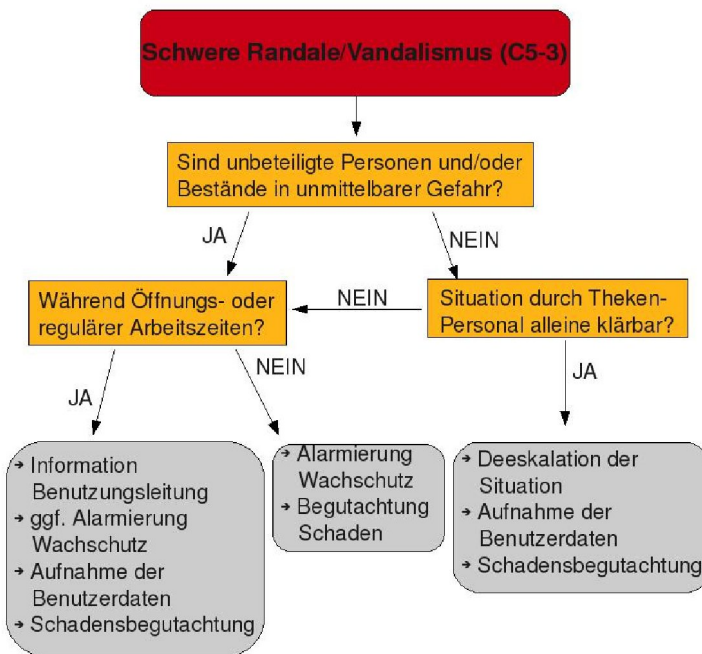 Schwere Randale/Vandalismus (C5-3)
Sind unbeteiligte Personen und/oder
Bestände in unmittelbarer Gefahr?
JA
NEIN
Während Öffnungs- oder
regulärer Arbeitszeiten?
NEIN
Situation durch Theken-
Personal alleine klärbar?
JA
NEIN
JA
→ Information
Benutzungsleitung
→ ggf. Alarmierung
Wachschutz
→ Aufnahme der
Benutzerdaten
→ Schadensbegutachtung
→ Alarmierung
Wachschutz
→ Begutachtung
Schaden
→ Deeskalation der
Situation
→ Aufnahme der
Benutzerdaten
→ Schadensbegutachtung